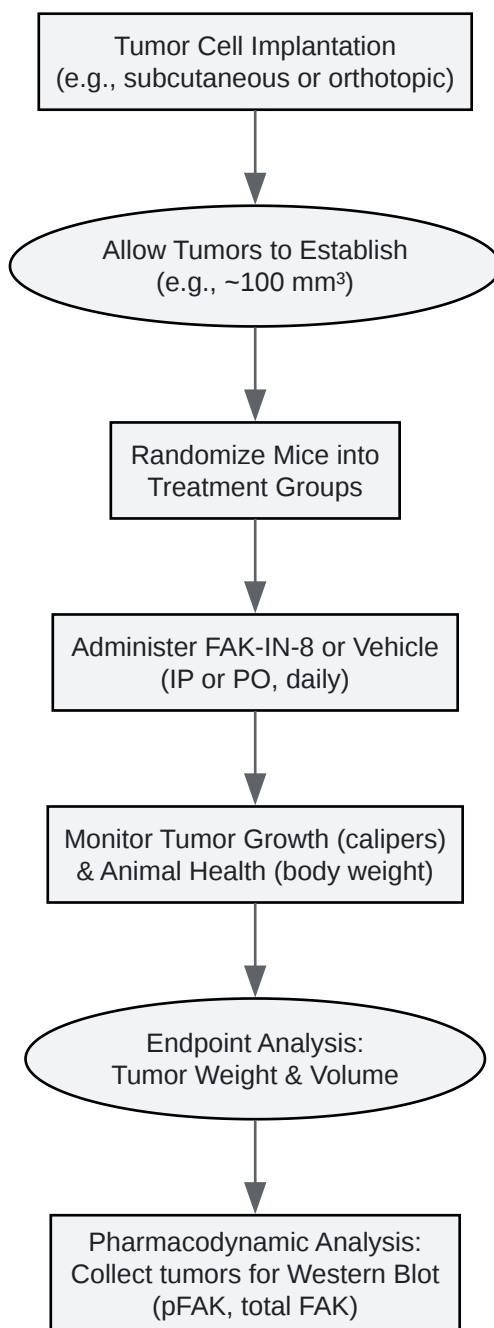 Tumor Cell Implantation
(e.g., subcutaneous or orthotopic)
Allow Tumors to Establish
(e.g., ~100 mm³)
Randomize Mice into
Treatment Groups
Administer FAK-IN-8 or Vehicle
(IP or PO, daily)
Monitor Tumor Growth (calipers)
& Animal Health (body weight)
Endpoint Analysis:
Tumor Weight & Volume
Pharmacodynamic Analysis:
Collect tumors for Western Blot
(pFAK, total FAK)